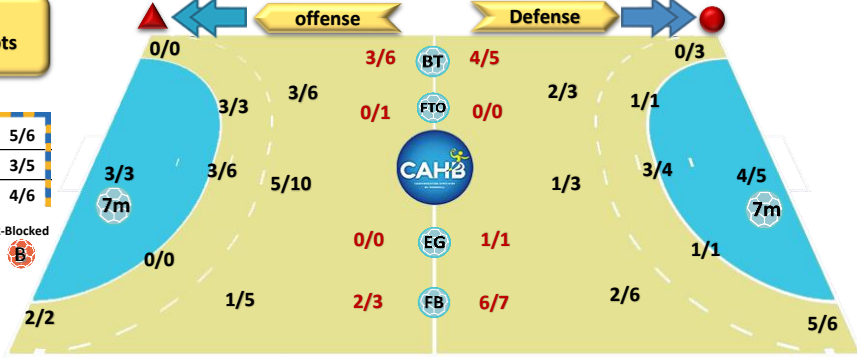 offense
Defense
ts
0/0
3/6
BT
4/5
0/3
3/3
3/6
0/1
FTO
0/0
2/3
1/1
5/6
3/5
4/6
3/3
3/6
5/10
CAHB
1/3
3/4
4/5
7m
7m
-Blocked
B
0/0
0/0
EG
1/1
1/1
1/5
2/3
FB
6/7
2/6
2/2
5/6